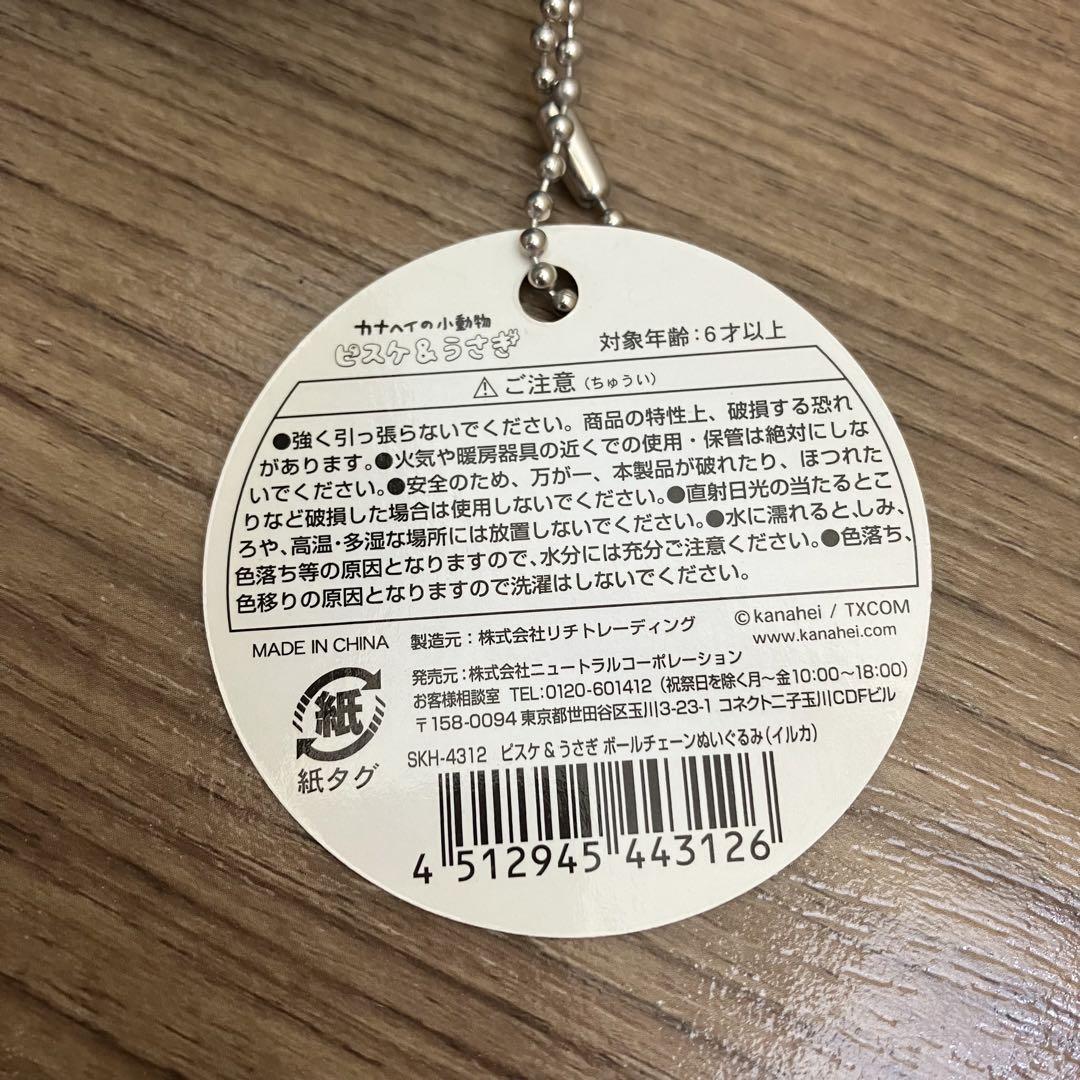 カナヘイの小動物
ピスケ&うさぎ
対象年齢:6才以上
⚠ご注意(ちゅうい)
●強く引っ張らないでください。商品の特性上、破損する恐れ
があります。●火気や暖房器具の近くでの使用・保管は絶対にしな
いでください。●安全のため、万が一、本製品が破れたり、ほつれた
りなど破損した場合は使用しないでください。●直射日光の当たるとこ
ろや、高温・多湿な場所には放置しないでください。●水に濡れると、しみ、
色落ち等の原因となりますので、水分には充分ご注意ください。●色落ち、
色移りの原因となりますので洗濯はしないでください。
©kanahei / TXCOM
www.kanahei.com
MADE IN CHINA 製造元:株式会社リチトレーディング
発売元:株式会社ニュートラルコーポレーション
お客様相談室 TEL:0120-601412(祝祭日を除く月〜金10:00〜18:00)
〒158-0094 東京都世田谷区玉川3-23-1 コネクト二子玉川CDFビル
紙
紙タグ
SKH-4312 ピスケ&うさぎ ボールチェーンぬいぐるみ(イルカ)
4 512945 443126